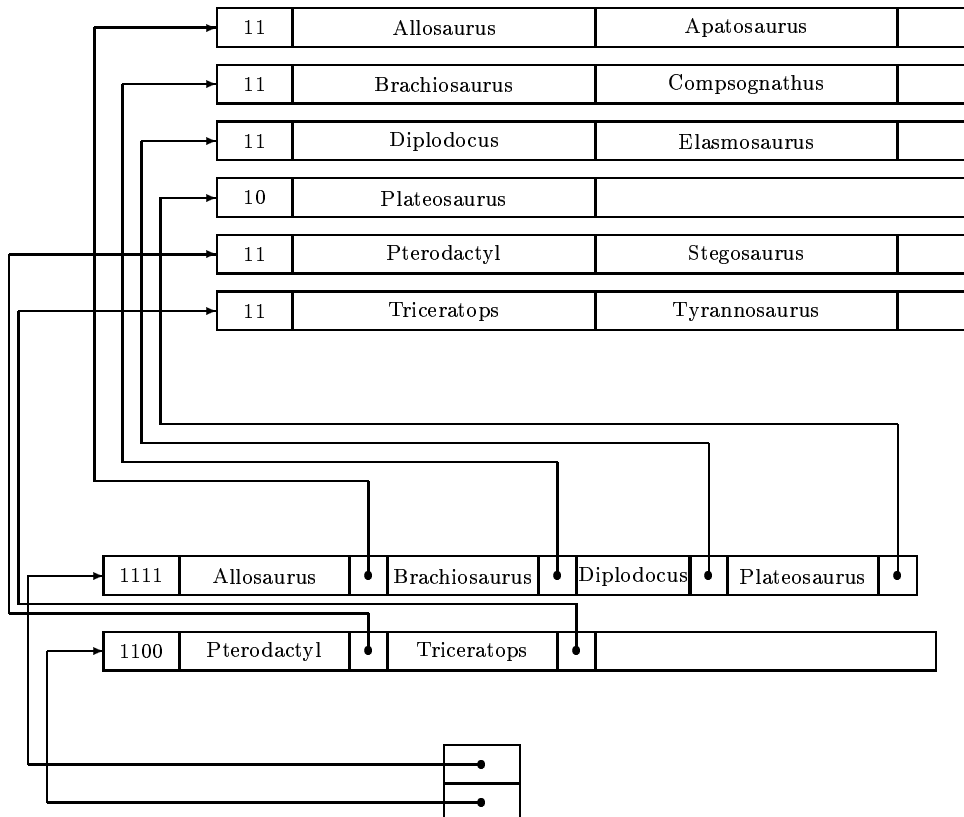 11 Allosaurus Apatosaurus
11 Brachiosaurus Compsognathus
11 Diplodocus Elasmosaurus
10 Plateosaurus
11 Pterodactyl Stegosaurus
11 Triceratops Tyrannosaurus
1111 Allosaurus Brachiosaurus Diplodocus Plateosaurus
1100 Pterodactyl Triceratops